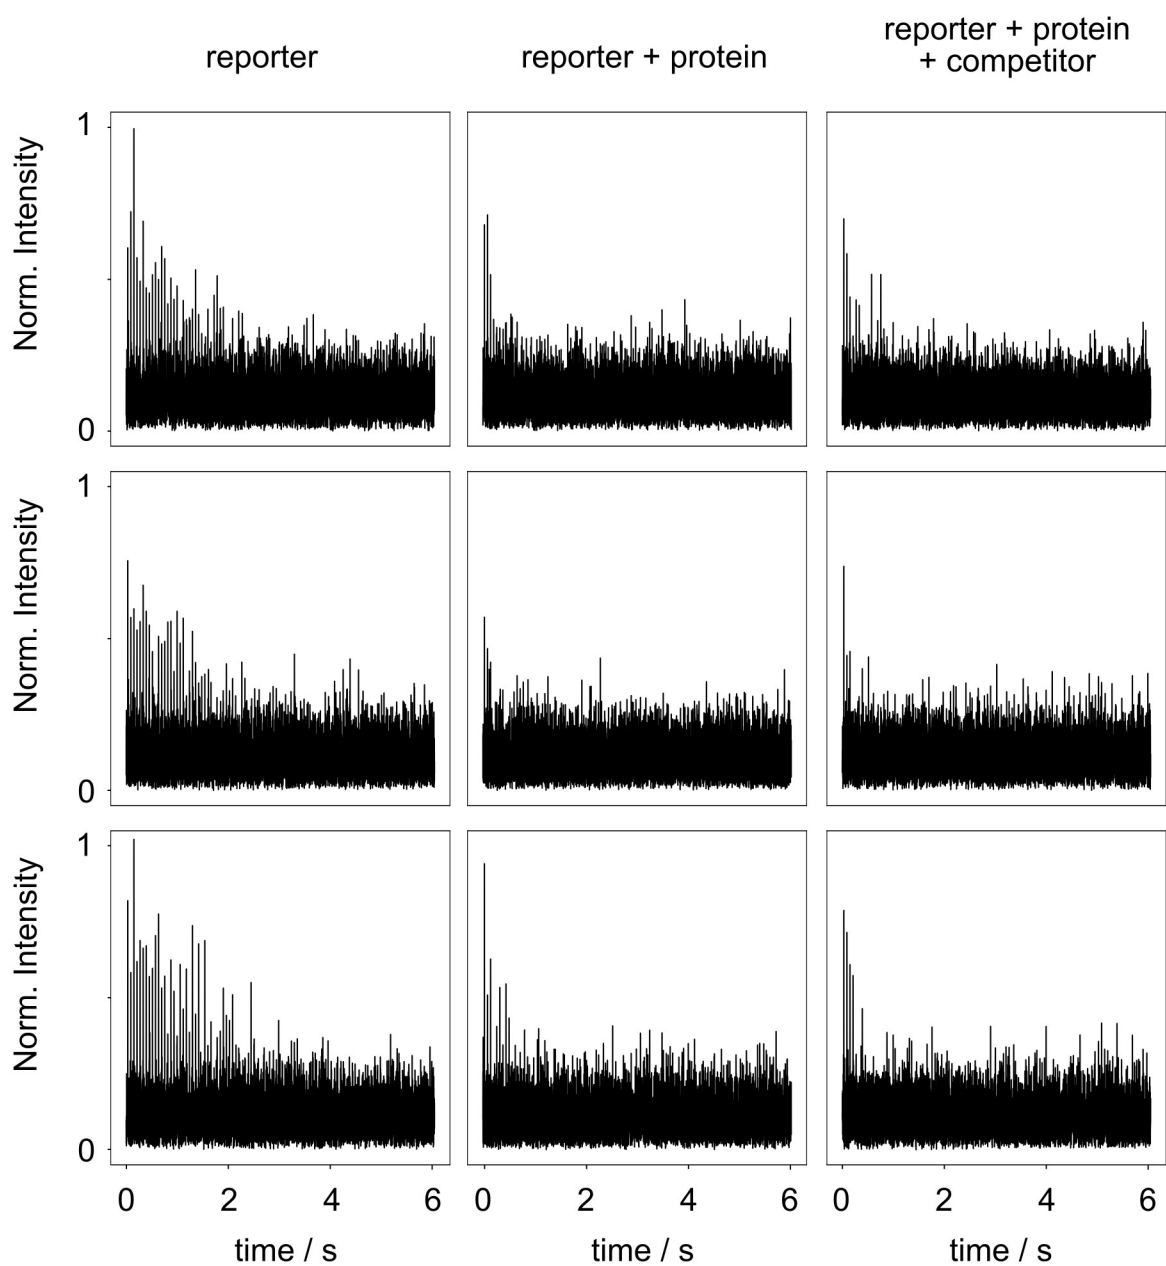 reporter
reporter + protein
reporter + protein
+ competitor
Norm. Intensity
1
0
Norm. Intensity
1
0
Norm. Intensity
1
0
0 2 4 6
0 2 4 6
0 2 4 6
time / s
time / s
time / s